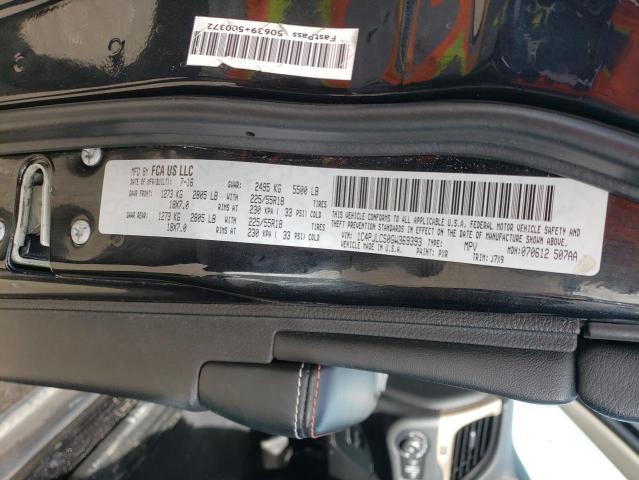 FastPass 50639+500372
MFD BY FCA US LLC
DATE OF MFR(BUILT): 7-16 GVWR: 2495 KG 5500 LB
GAWR FRONT: 1273 KG 2805 LB TIRES 225/55R18
18X7.0 RIMS AT 230 KPA ( 33 PSI) COLD
GAWR REAR: 1273 KG 2805 LB TIRES 225/55R18
18X7.0 RIMS AT 230 KPA ( 33 PSI) COLD
THIS VEHICLE CONFORMS TO ALL APPLICABLE U.S.A. FEDERAL MOTOR VEHICLE SAFETY
AND THEFT PREVENTION STANDARDS IN EFFECT ON THE DATE OF MANUFACTURE SHOWN ABOVE.
VIN: 1C4PJLCS0GW369393 TYPE: MPV MDH: 070612 507AA
VEHICLE MADE IN U.S.A. PAINT: PXR TRIM: J7X9